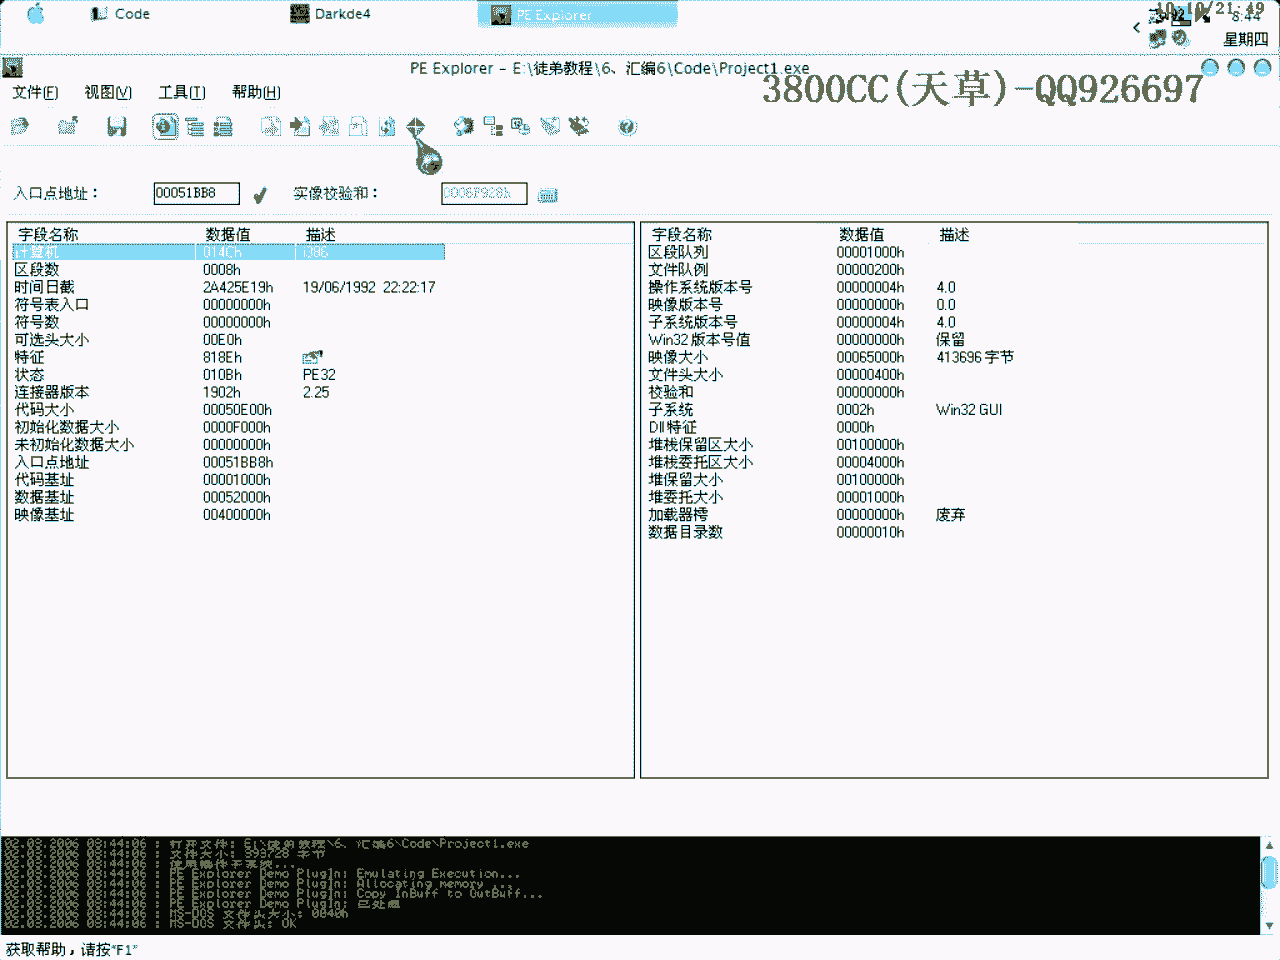 Code
Darkde4
PE Explorer
10.10/21:49
8:44
星期四
PE Explorer - E:\徒弟教程\6、汇编6\Code\Project1.exe
3800CC(天草)-QQ926697
文件(F) 视图(V) 工具(T) 帮助(H)
入口点地址： 00051BB8 实像校验和：
字段名称 数据值 描述
计算机 014Ch i386
区段数 0008h
时间日截 2A425E19h 19/06/1992 22:22:17
符号表入口 00000000h
符号数 00000000h
可选头大小 00E0h
特征 818Eh
状态 010Bh PE32
连接器版本 1902h 2.25
代码大小 00050E00h
初始化数据大小 0000F000h
未初始化数据大小 00000000h
入口点地址 00051BB8h
代码基址 00001000h
数据基址 00052000h
映像基址 00400000h
字段名称 数据值 描述
区段队列 00001000h
文件队例 00000200h
操作系统版本号 00000004h 4.0
映像版本号 00000000h 0.0
子系统版本号 00000004h 4.0
Win32 版本号值 00000000h 保留
映像大小 00065000h 413696 字节
文件头大小 00000400h
校验和 00000000h
子系统 0002h Win32 GUI
Dll 特征 0000h
堆栈保留区大小 00100000h
堆栈委托区大小 00004000h
堆保留大小 00100000h
堆委托大小 00001000h
加载器樗 00000000h 废弃
数据目录数 00000010h
02.03.2006 08:44:06 : 打开文件: E:\徒弟教程\6、汇编6\Code\Project1.exe
02.03.2006 08:44:06 : 文件大小: 393728 字节
02.03.2006 08:44:06 : 使用插件子系统...
02.03.2006 08:44:06 : PE Explorer Demo PlugIn: Emulating Execution...
02.03.2006 08:44:06 : PE Explorer Demo PlugIn: Allocating memory ...
02.03.2006 08:44:06 : PE Explorer Demo PlugIn: Copy InBuff to OutBuff...
02.03.2006 08:44:06 : PE Explorer Demo PlugIn: 已处理
02.03.2006 08:44:06 : MS-DOS 文件头大小: 0040h
02.03.2006 08:44:06 : MS-DOS 文件头: OK
获取帮助，请按"F1"